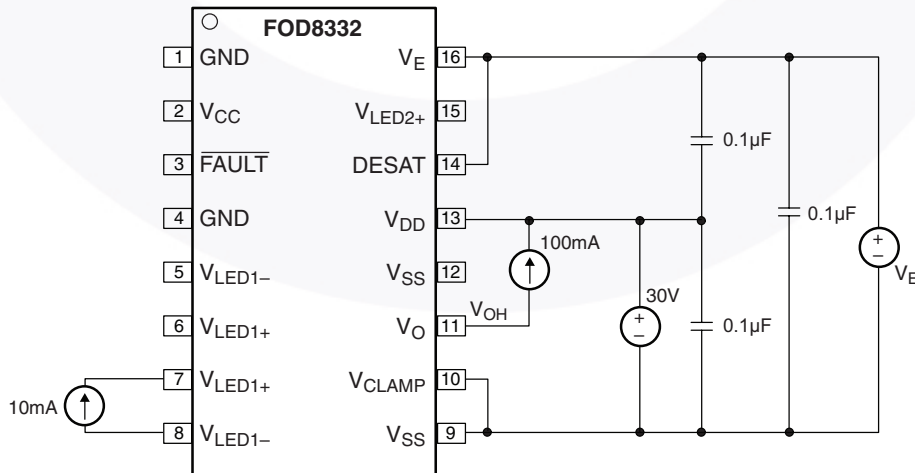 FOD8332
1 GND
2 VCC
3 FAULT
4 GND
5 VLED1–
6 VLED1+
7 VLED1+
8 VLED1–
10mA
VE 16
VLED2+ 15
DESAT 14
VDD 13
VSS 12
VO 11
VCLAMP 10
VSS 9
VOH
100mA
30V
+
–
0.1µF
0.1µF
0.1µF
+
–
VE